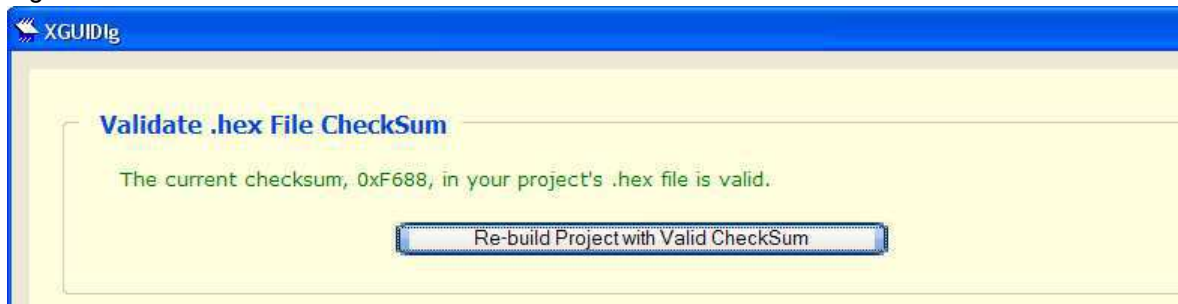 XGUIDlg
Validate .hex File CheckSum
The current checksum, 0xF688, in your project's .hex file is valid.
Re-build Project with Valid CheckSum